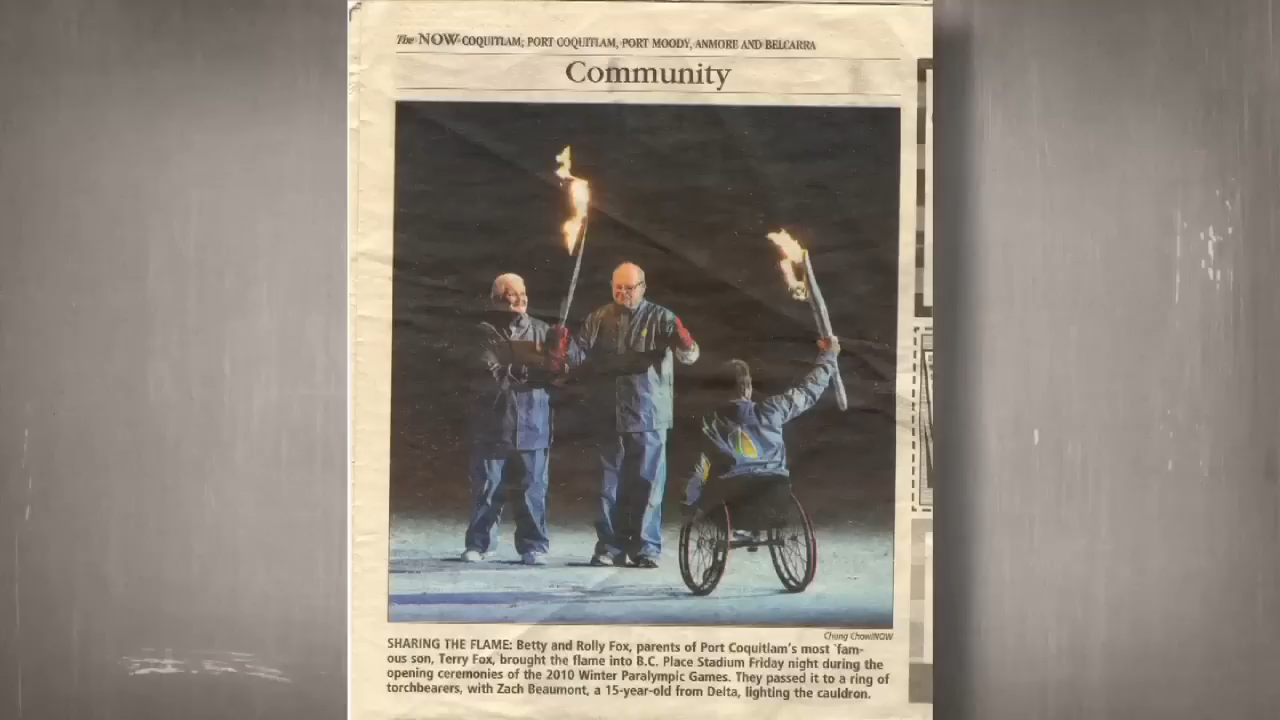 The NOW COQUITLAM, PORT COQUITLAM, PORT MOODY, ANMORE AND BELCARRA
Community
Chung Chow/NOW
SHARING THE FLAME: Betty and Rolly Fox, parents of Port Coquitlam's most fam-
ous son, Terry Fox, brought the flame into B.C. Place Stadium Friday night during the
opening ceremonies of the 2010 Winter Paralympic Games. They passed it to a ring of
torchbearers, with Zach Beaumont, a 15-year-old from Delta, lighting the cauldron.